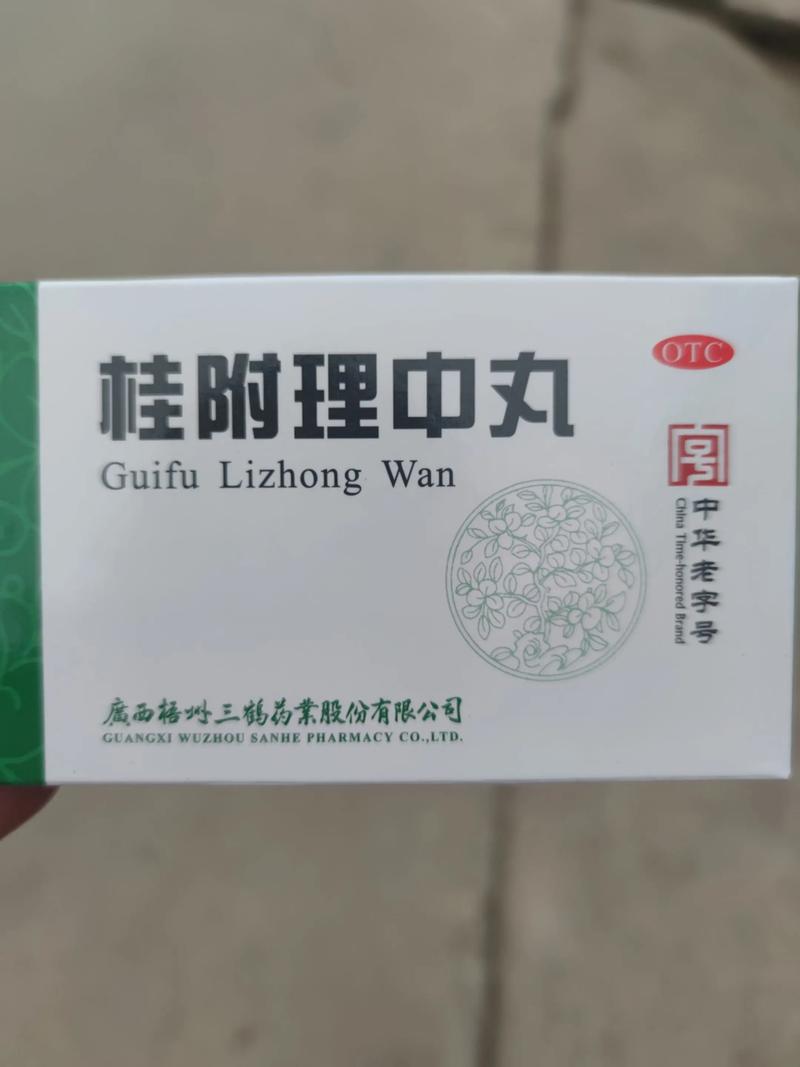 桂附理中丸
Guifu Lizhong Wan
OTC
字号
中华老字号
China Time-honored Brand
廣西梧州三鶴药業股份有限公司
GUANGXI WUZHOU SANHE PHARMACY CO.,LTD.